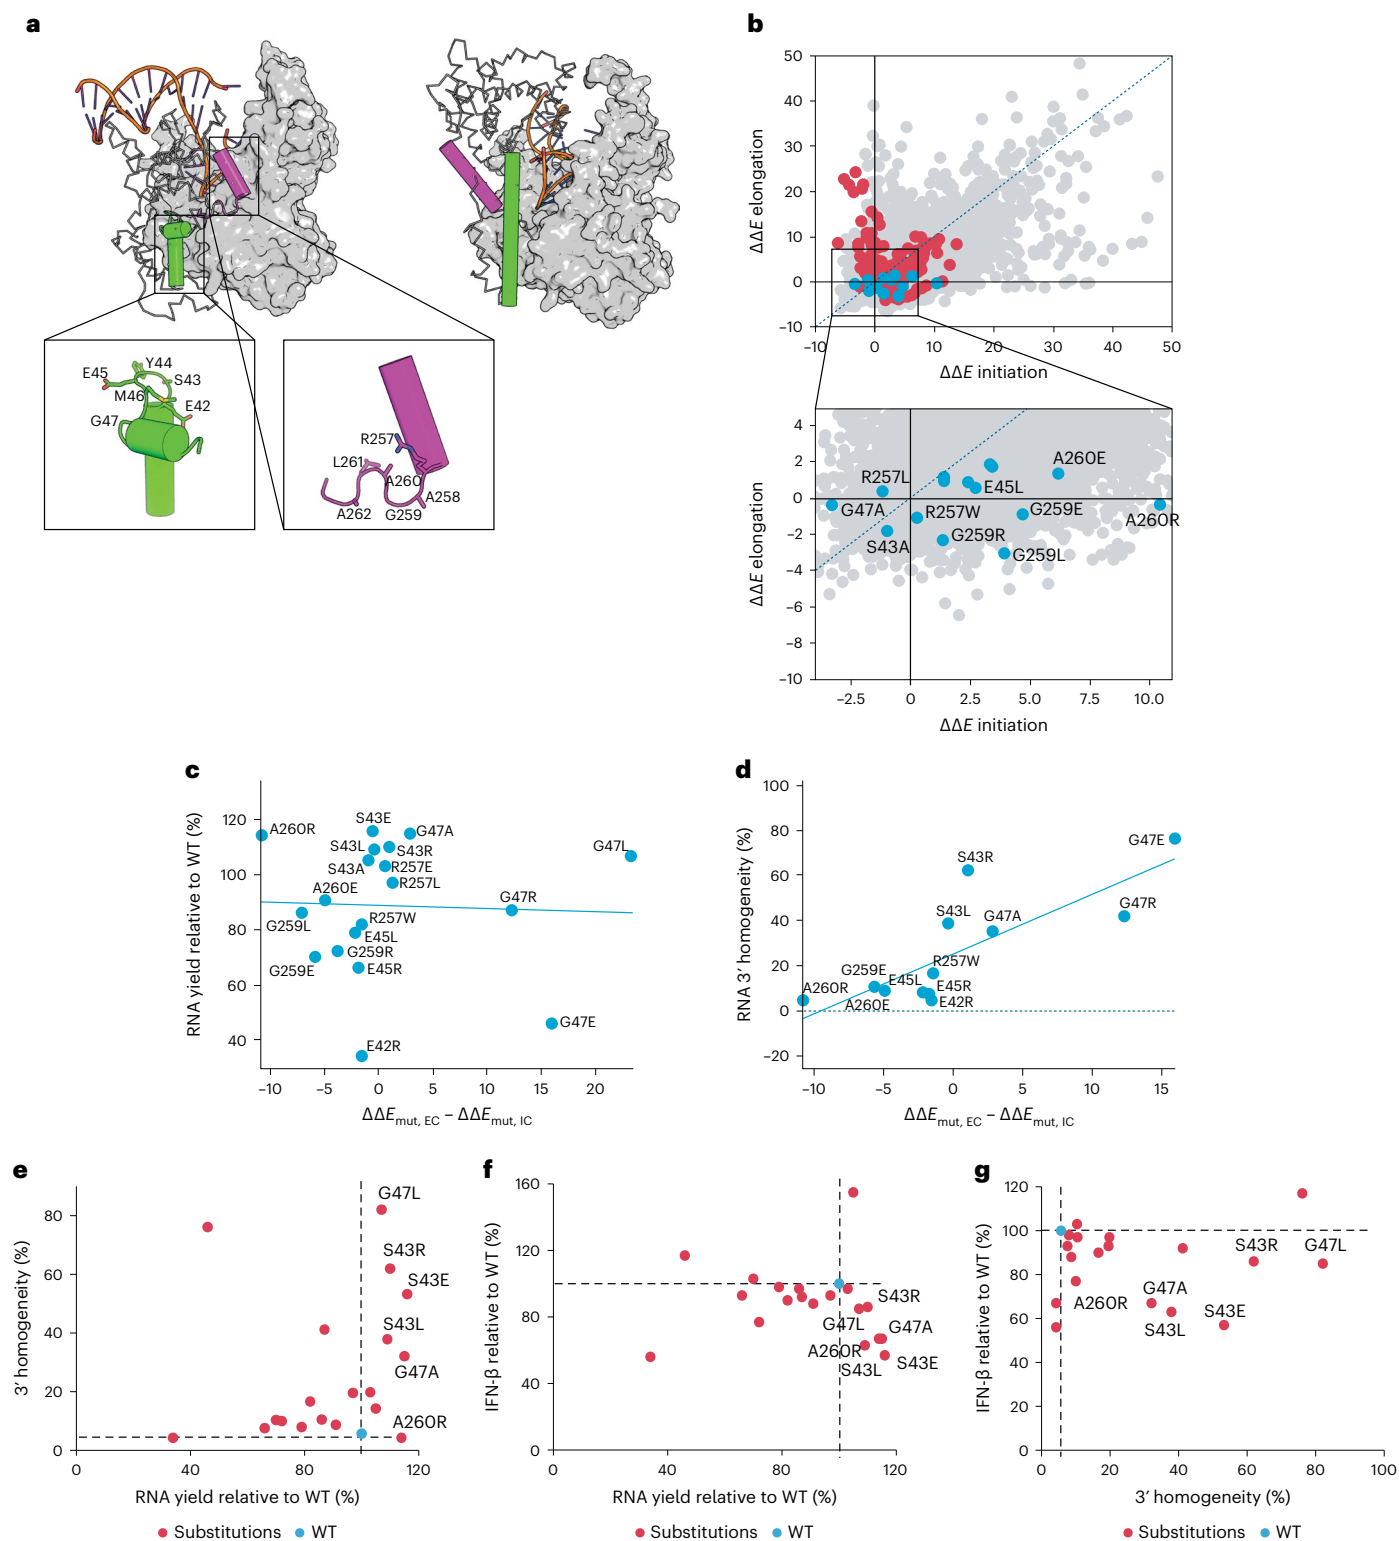 a
E45
Y44
S43
M46
E42
G47
R257
L261
A260
A258
A262
G259
b
50
40
30
20
10
0
–10
ΔΔE elongation
–10
0
10
20
30
40
50
ΔΔE initiation
4
2
0
–2
–4
–6
–8
–10
ΔΔE elongation
A260E
R257L
E45L
G47A
R257W
G259E
A260R
S43A
G259R
G259L
–2.5
0
2.5
5.0
7.5
10.0
ΔΔE initiation
c
RNA yield relative to WT (%)
120
100
80
60
40
A260R
S43E
G47A
S43L
S43R
S43A
R257E
R257L
A260E
G47L
G47R
G259L
R257W
E45L
G259R
G259E
E45R
G47E
E42R
–10
–5
0
5
10
15
20
ΔΔEmut, EC – ΔΔEmut, IC
d
RNA 3′ homogeneity (%)
100
80
60
40
20
0
–20
G47E
S43R
S43L
G47A
G47R
R257W
G259E
E45L
E45R
A260R
A260E
E42R
–10
–5
0
5
10
15
ΔΔEmut, EC – ΔΔEmut, IC
e
3′ homogeneity (%)
80
60
40
20
0
G47L
S43R
S43E
S43L
G47A
A260R
0
40
80
120
RNA yield relative to WT (%)
Substitutions
WT
f
IFN-β relative to WT (%)
160
120
80
40
0
S43R
G47L
G47A
A260R
S43L
S43E
0
40
80
120
RNA yield relative to WT (%)
Substitutions
WT
g
IFN-β relative to WT (%)
120
100
80
60
40
20
0
S43R
G47L
G47A
A260R
S43L
S43E
0
20
40
60
80
100
3′ homogeneity (%)
Substitutions
WT